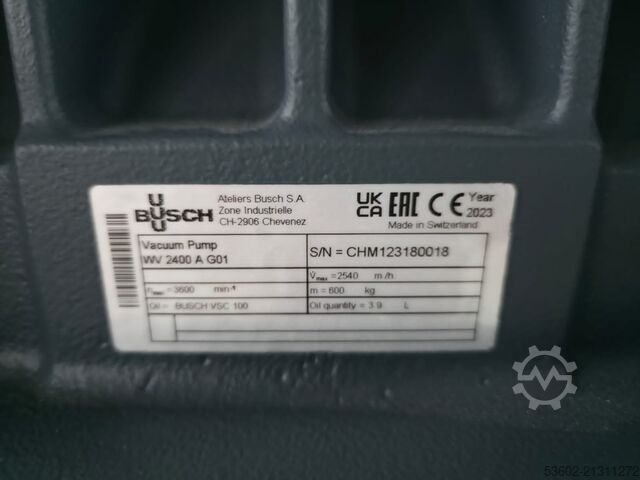 BUSCH
Ateliers Busch S.A.
Zone Industrielle
CH-2906 Chevenez
UK CA EAC CE Year
2023
Made in Switzerland
Vacuum Pump
WV 2400 A G01
S/N = CHM123180018
V̇max =2540 m³/h
nmax =3600 min⁻¹
m = 600 kg
Oil = BUSCH VSC 100
Oil quantity = 3.9 L
53602-21311272